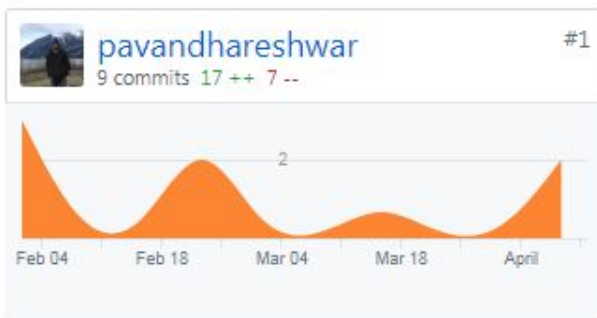 pavandhareshwar #1
9 commits 17 ++ 7 --
2
Feb 04 Feb 18 Mar 04 Mar 18 April